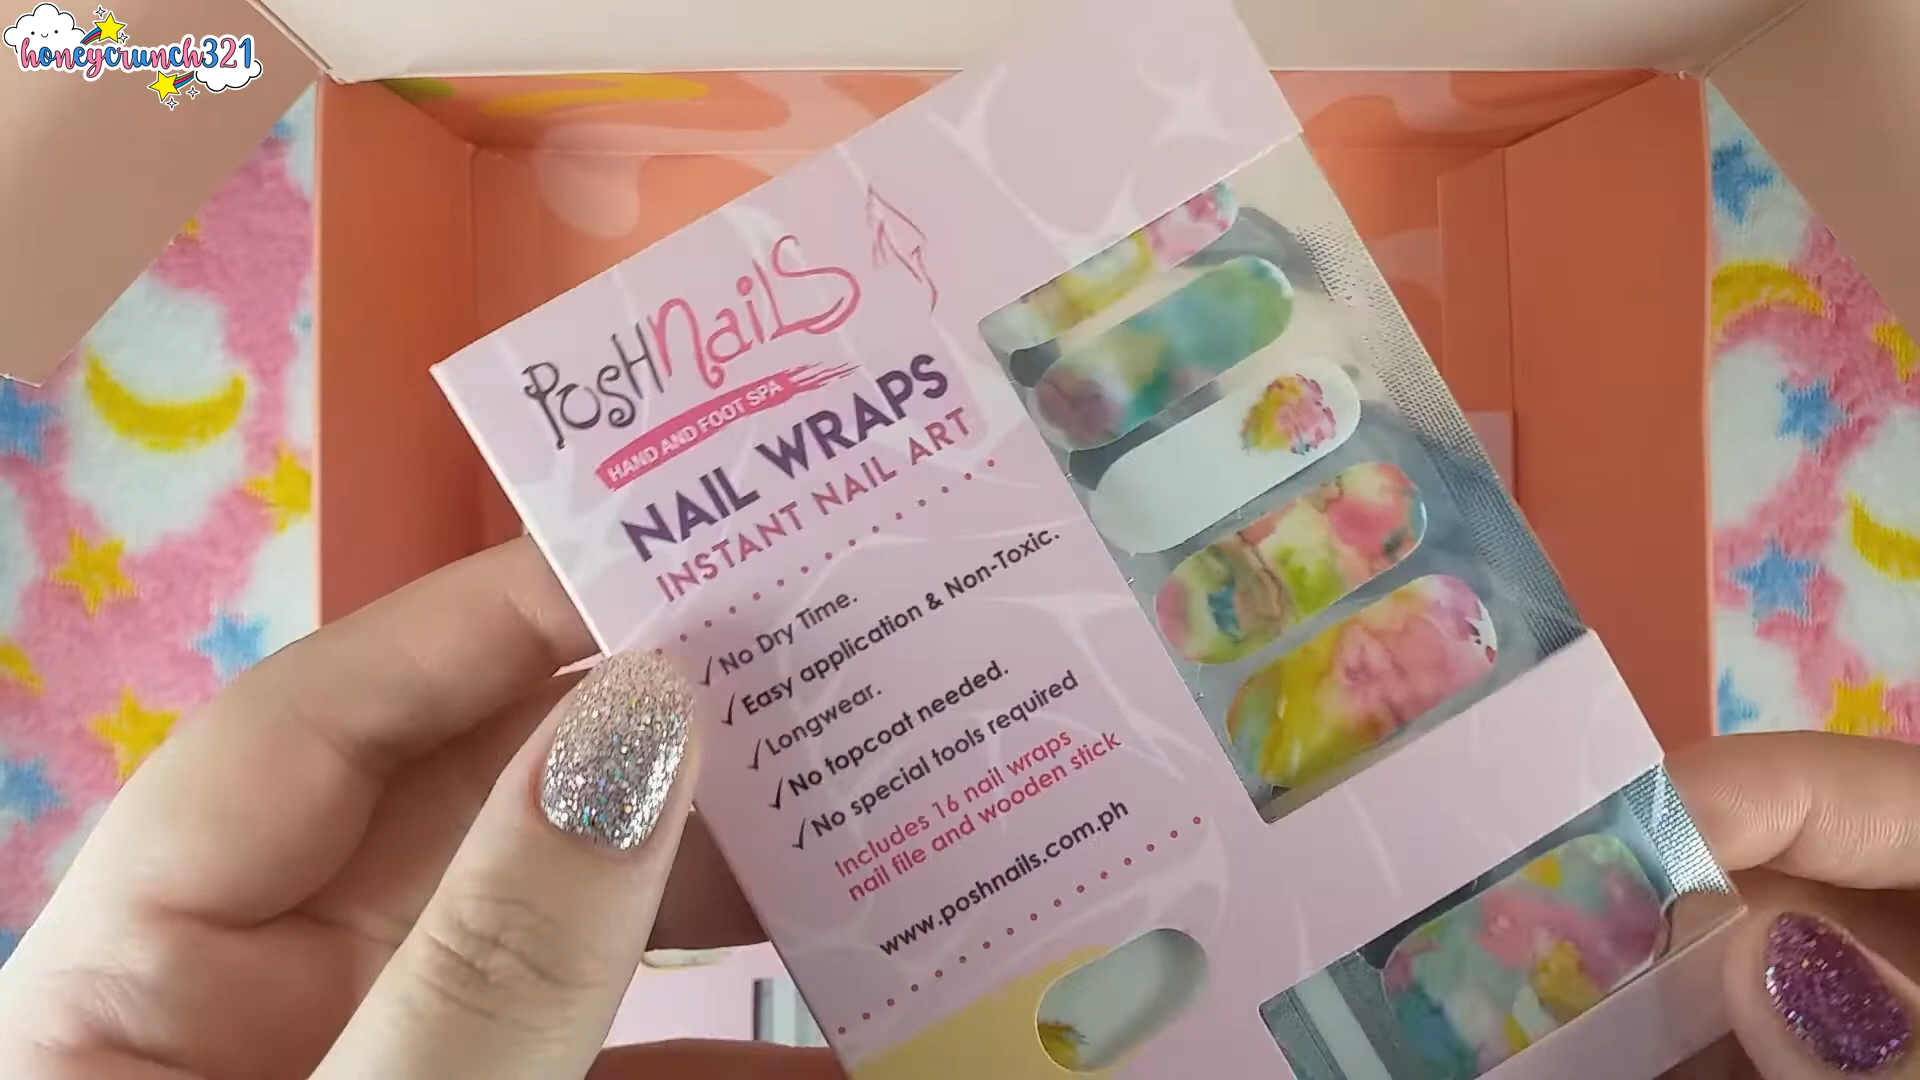 honeycrunch321
PoSH naiLS
HAND AND FOOT SPA
NAIL WRAPS
INSTANT NAIL ART
✓No Dry Time.
✓Easy application & Non-Toxic.
✓Longwear.
✓No topcoat needed.
✓No special tools required
Includes 16 nail wraps
nail file and wooden stick
www.poshnails.com.ph